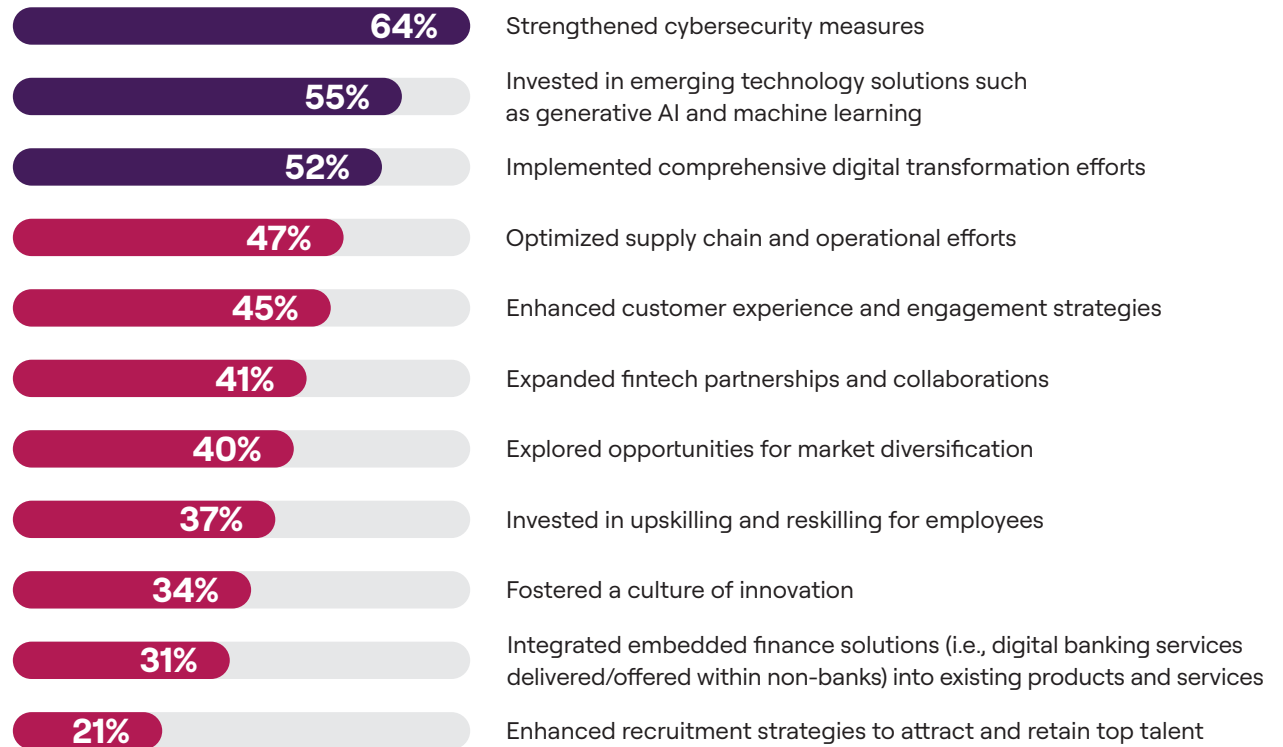 64%
Strengthened cybersecurity measures
55%
Invested in emerging technology solutions such
as generative AI and machine learning
52%
Implemented comprehensive digital transformation efforts
47%
Optimized supply chain and operational efforts
45%
Enhanced customer experience and engagement strategies
41%
Expanded fintech partnerships and collaborations
40%
Explored opportunities for market diversification
37%
Invested in upskilling and reskilling for employees
34%
Fostered a culture of innovation
31%
Integrated embedded finance solutions (i.e., digital banking services
delivered/offered within non-banks) into existing products and services
21%
Enhanced recruitment strategies to attract and retain top talent